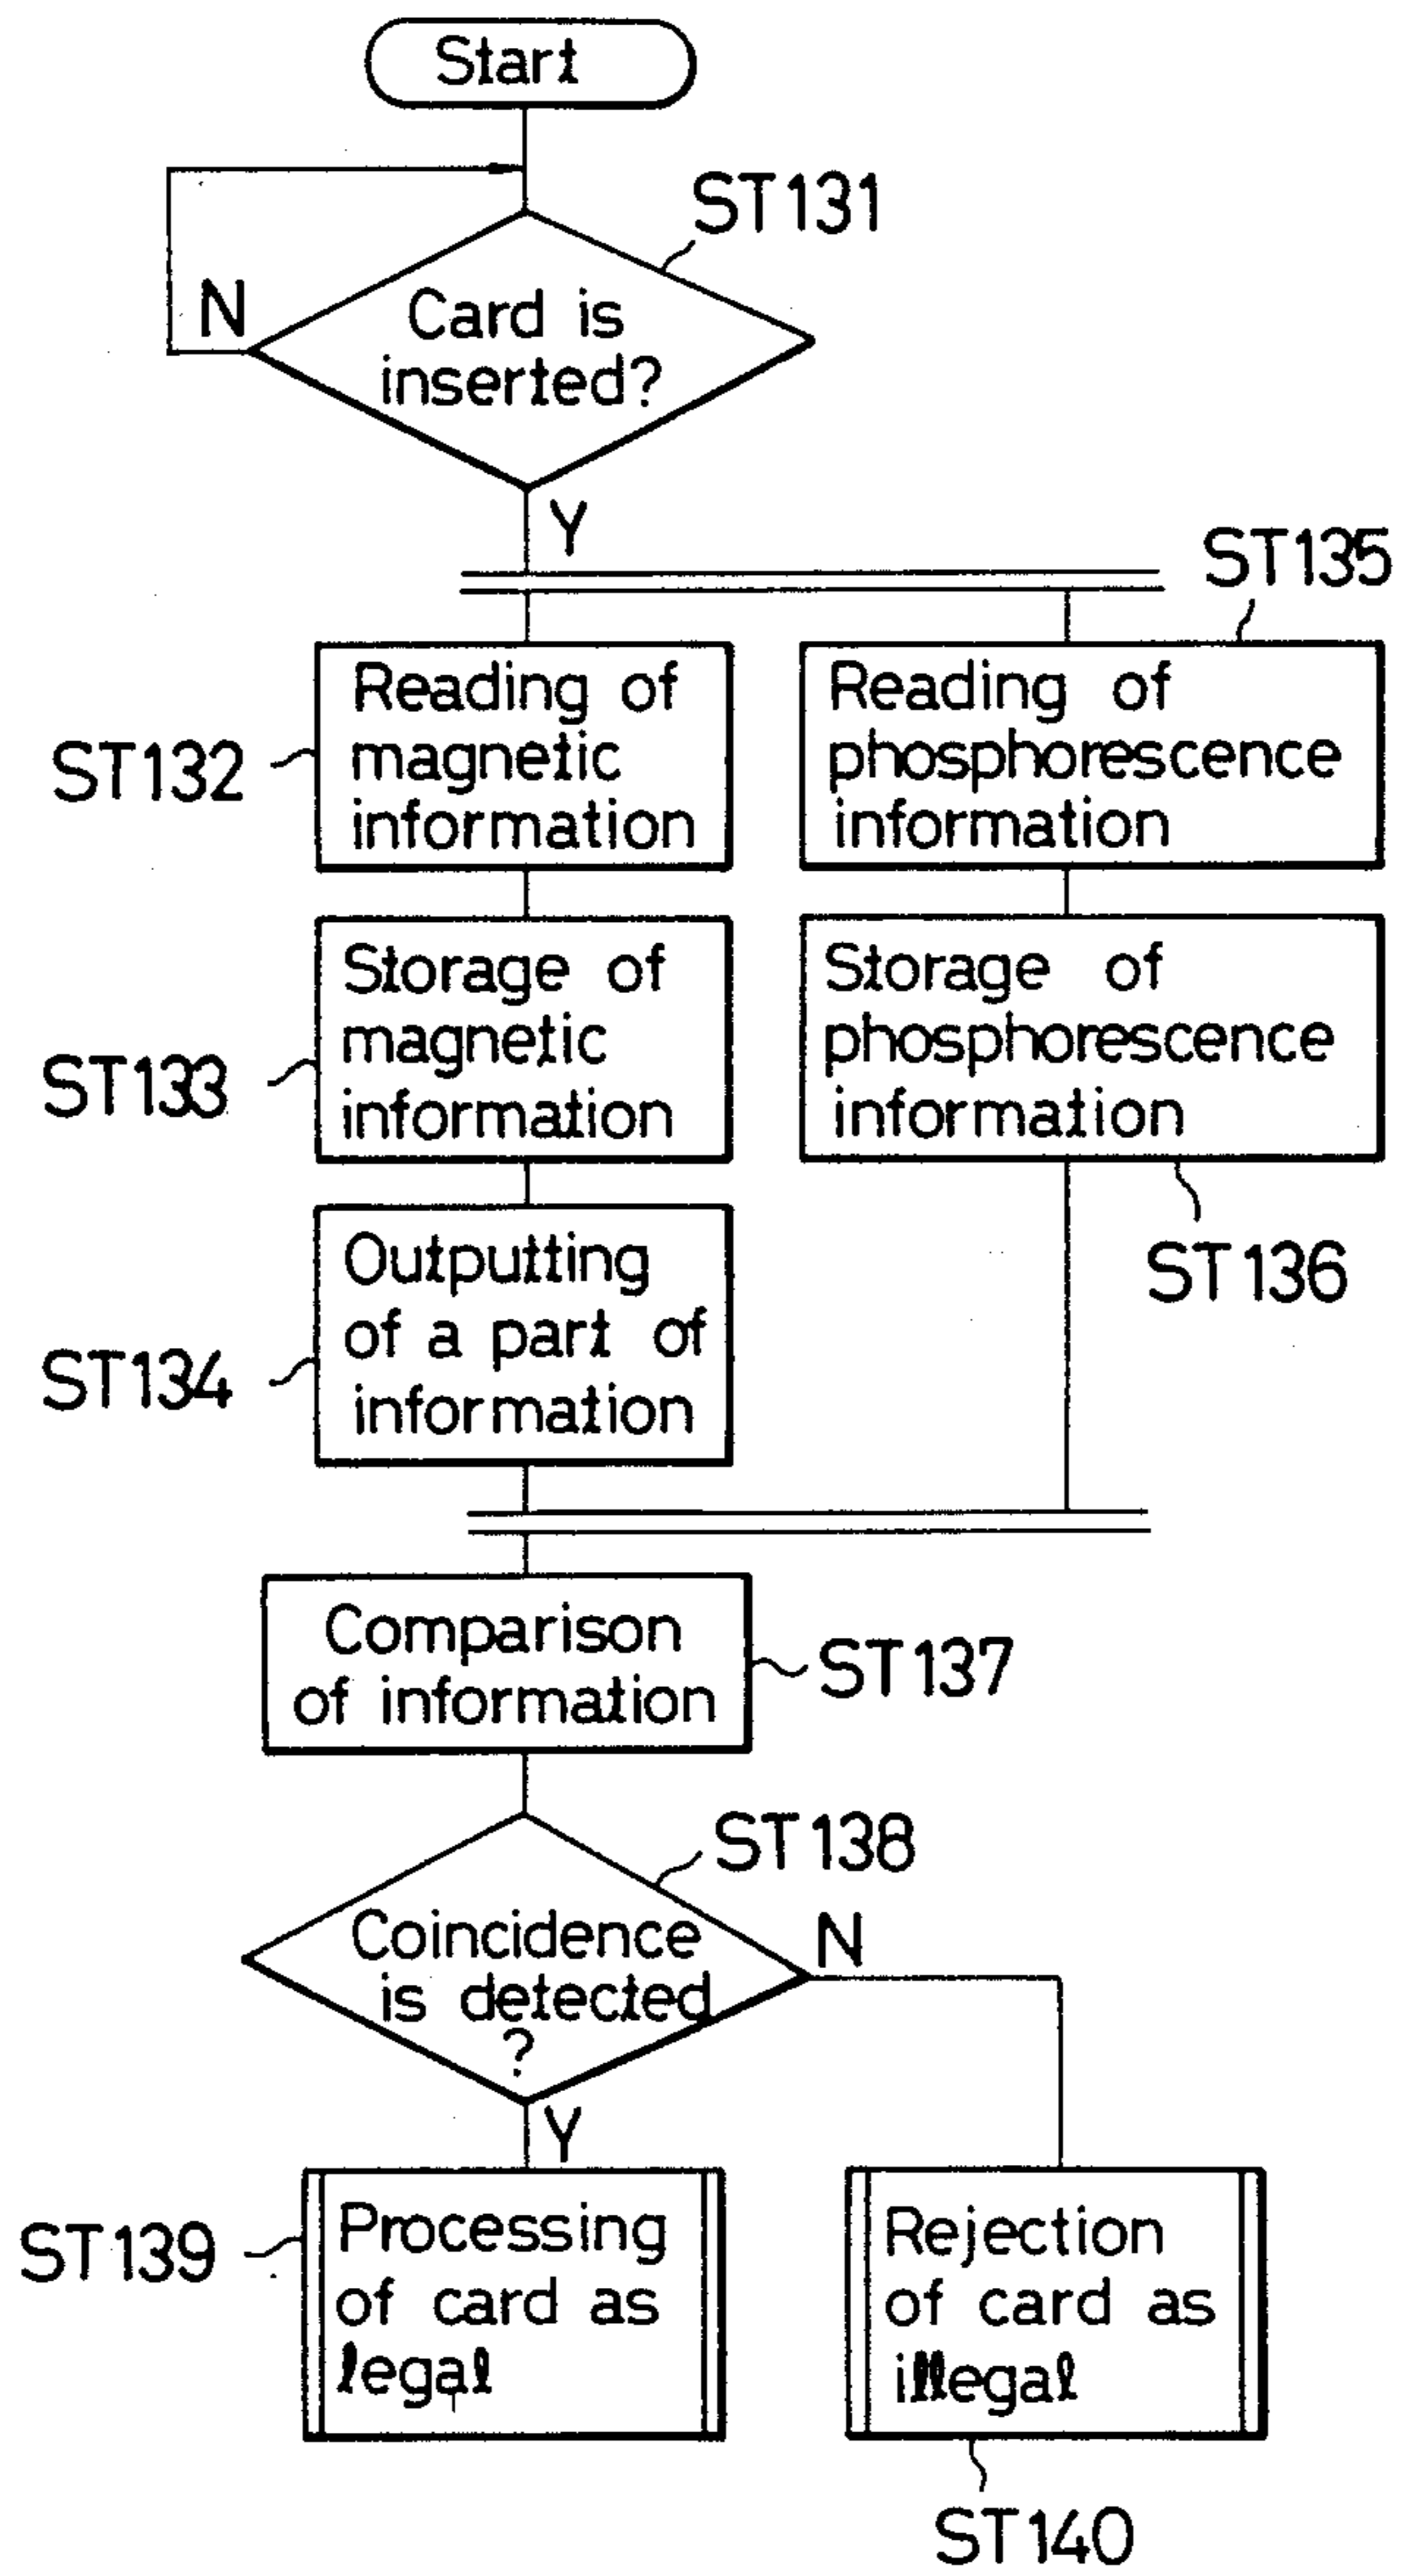 Start
ST131
N
Card is
inserted?
Y
ST135
Reading of
magnetic
information
ST132
Reading of
phosphorescence
information
Storage of
magnetic
information
ST133
Storage of
phosphorescence
information
ST136
Outputting
of a part of
information
ST134
Comparison
of information
ST137
ST138
Coincidence
is detected
?
N
Y
ST139
Processing
of card as
legal
Rejection
of card as
illegal
ST140